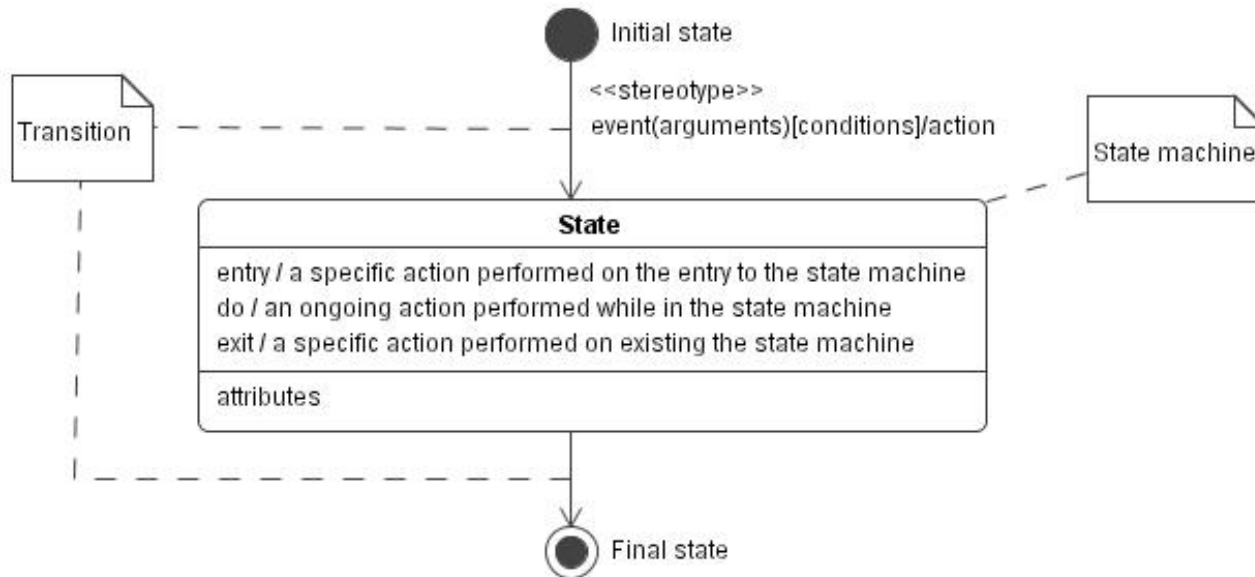 Initial state
<<stereotype>>
event(arguments)[conditions]/action
Transition
State machine
State
entry / a specific action performed on the entry to the state machine
do / an ongoing action performed while in the state machine
exit / a specific action performed on existing the state machine
attributes
Final state